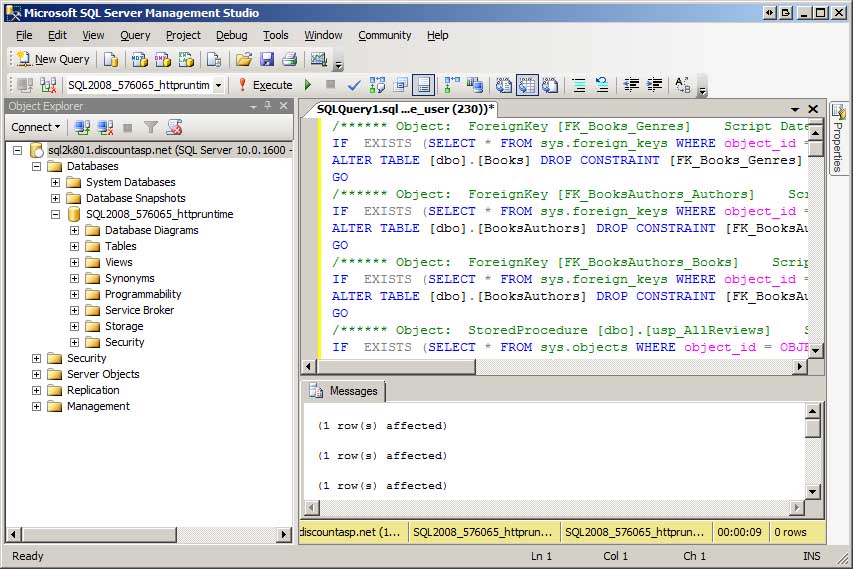 Microsoft SQL Server Management Studio
File Edit View Query Project Debug Tools Window Community Help
New Query
SQL2008_576065_httpruntim Execute
Object Explorer
Connect
sql2k801.discountasp.net (SQL Server 10.0.1600 -
Databases
System Databases
Database Snapshots
SQL2008_576065_httpruntime
Database Diagrams
Tables
Views
Synonyms
Programmability
Service Broker
Storage
Security
Security
Server Objects
Replication
Management
SQLQuery1.sql ...e_user (230))*
/****** Object:  ForeignKey [FK_Books_Genres]    Script Date
IF  EXISTS (SELECT * FROM sys.foreign_keys WHERE object_id =
ALTER TABLE [dbo].[Books] DROP CONSTRAINT [FK_Books_Genres]
GO
/****** Object:  ForeignKey [FK_BooksAuthors_Authors]    Scri
IF  EXISTS (SELECT * FROM sys.foreign_keys WHERE object_id =
ALTER TABLE [dbo].[BooksAuthors] DROP CONSTRAINT [FK_BooksAu
GO
/****** Object:  ForeignKey [FK_BooksAuthors_Books]    Script
IF  EXISTS (SELECT * FROM sys.foreign_keys WHERE object_id =
ALTER TABLE [dbo].[BooksAuthors] DROP CONSTRAINT [FK_BooksAu
GO
/****** Object:  StoredProcedure [dbo].[usp_AllReviews]    S
IF  EXISTS (SELECT * FROM sys.objects WHERE object_id = OBJE
Properties
Messages
(1 row(s) affected)
(1 row(s) affected)
(1 row(s) affected)
discountasp.net (1... SQL2008_576065_httprun... SQL2008_576065_httprun... 00:00:09 0 rows
Ready Ln 1 Col 1 Ch 1 INS